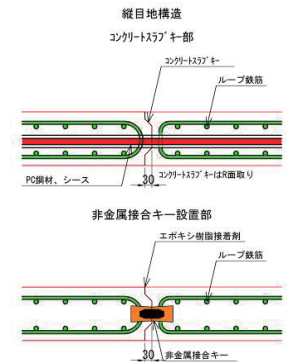 縦目地構造
コンクリートスラブキー部
コンクリートスラブキー
ループ鉄筋
PC鋼材、シース
30
コンクリートスラブキーはR面取り
非金属接合キー設置部
エポキシ樹脂接着剤
ループ鉄筋
30
非金属接合キー